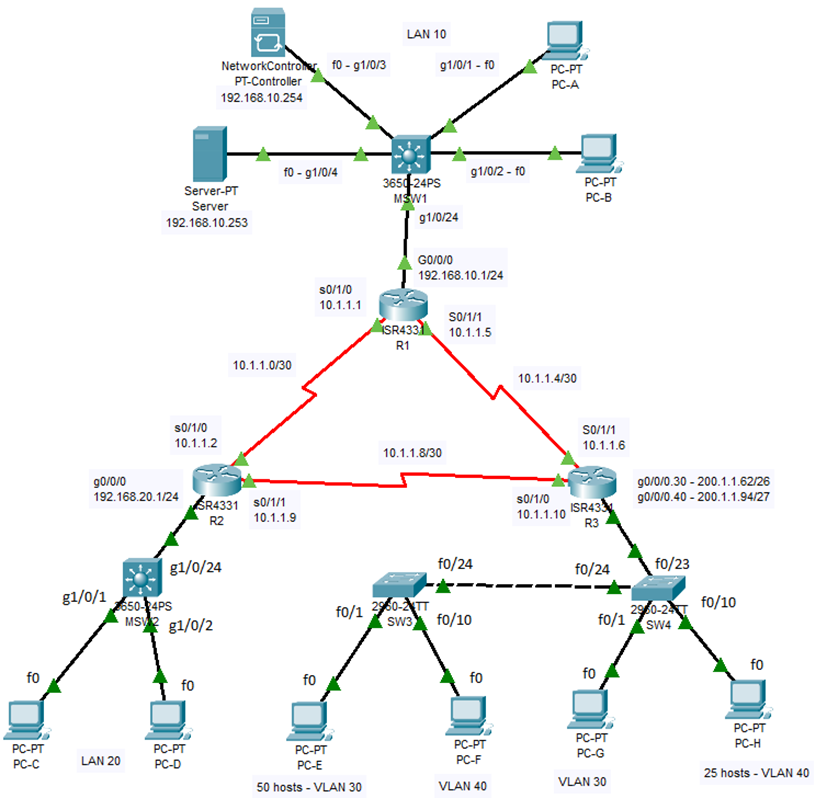 LAN 10
NetworkController
PT-Controller
192.168.10.254
f0 - g1/0/3
g1/0/1 - f0
PC-PT
PC-A
Server-PT
Server
192.168.10.253
f0 - g1/0/4
3650-24PS
MSW1
g1/0/2 - f0
PC-PT
PC-B
g1/0/24
G0/0/0
192.168.10.1/24
s0/1/0
10.1.1.1
ISR4331
R1
S0/1/1
10.1.1.5
10.1.1.0/30
10.1.1.4/30
s0/1/0
10.1.1.2
10.1.1.8/30
S0/1/1
10.1.1.6
g0/0/0
192.168.20.1/24
ISR4331
R2
s0/1/1
10.1.1.9
s0/1/0
10.1.1.10
ISR4331
R3
g0/0/0.30 - 200.1.1.62/26
g0/0/0.40 - 200.1.1.94/27
g1/0/24
g1/0/1
3650-24PS
MSW2
g1/0/2
f0/24
f0/24
f0/23
f0/1
2960-24TT
SW3
f0/10
f0/1
2960-24TT
SW4
f0/10
f0
f0
f0
f0
f0
f0
PC-PT
PC-C
LAN 20
PC-PT
PC-D
PC-PT
PC-E
PC-PT
PC-F
PC-PT
PC-G
PC-PT
PC-H
50 hosts - VLAN 30
VLAN 40
VLAN 30
25 hosts - VLAN 40